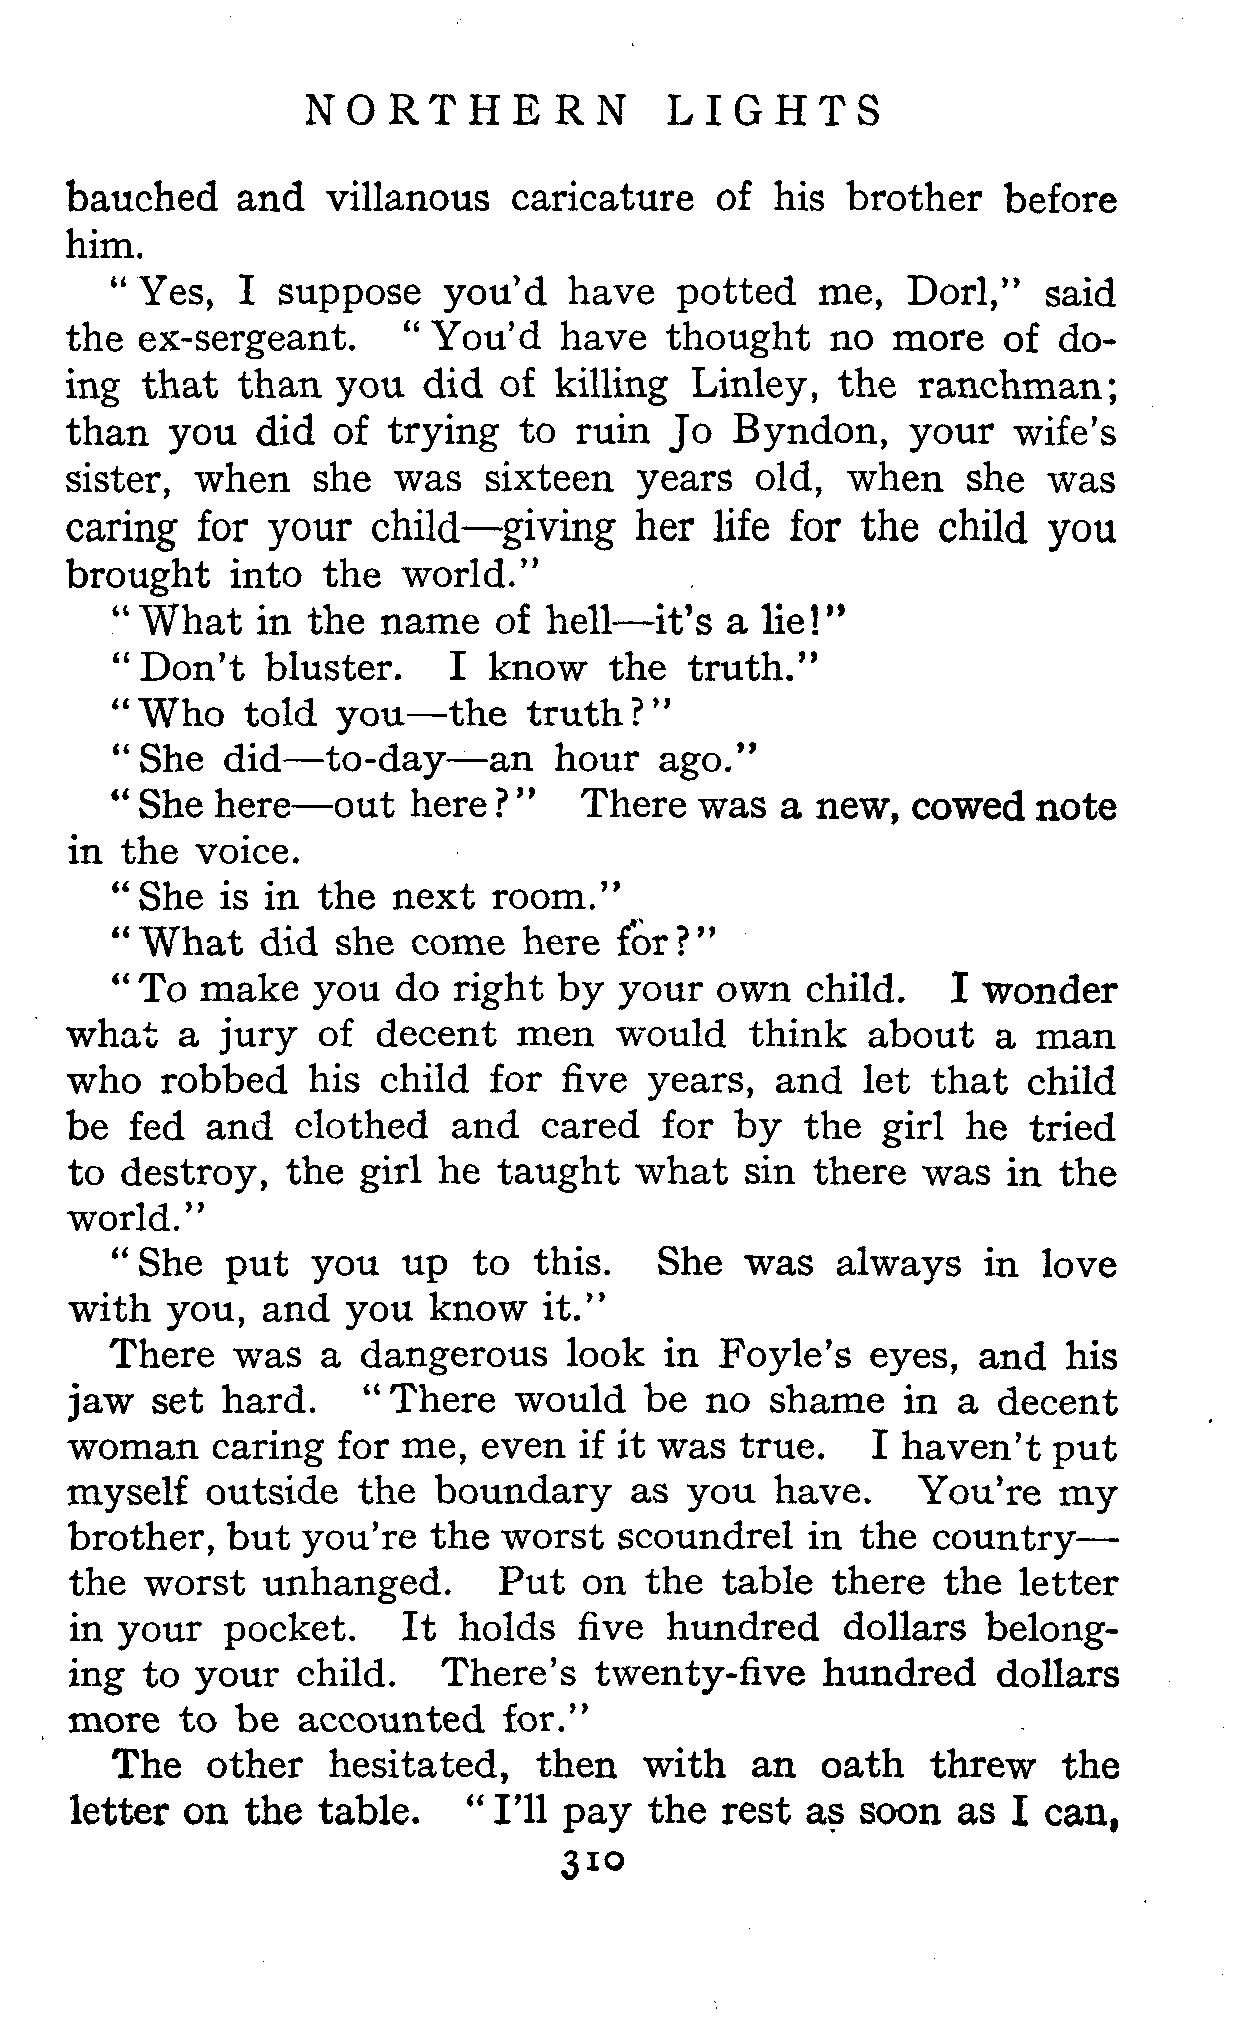 NORTHERN LIGHTS
bauched and villanous caricature of his brother before
him.
"Yes, I suppose you'd have potted me, Dorl," said
the ex-sergeant. "You'd have thought no more of do-
ing that than you did of killing Linley, the ranchman;
than you did of trying to ruin Jo Byndon, your wife's
sister, when she was sixteen years old, when she was
caring for your child—giving her life for the child you
brought into the world."
"What in the name of hell—it's a lie!"
"Don't bluster. I know the truth."
"Who told you—the truth?"
"She did—to-day—an hour ago."
"She here—out here?" There was a new, cowed note
in the voice.
"She is in the next room."
"What did she come here for?"
"To make you do right by your own child. I wonder
what a jury of decent men would think about a man
who robbed his child for five years, and let that child
be fed and clothed and cared for by the girl he tried
to destroy, the girl he taught what sin there was in the
world."
"She put you up to this. She was always in love
with you, and you know it."
There was a dangerous look in Foyle's eyes, and his
jaw set hard. "There would be no shame in a decent
woman caring for me, even if it was true. I haven't put
myself outside the boundary as you have. You're my
brother, but you're the worst scoundrel in the country—
the worst unhanged. Put on the table there the letter
in your pocket. It holds five hundred dollars belong-
ing to your child. There's twenty-five hundred dollars
more to be accounted for."
The other hesitated, then with an oath threw the
letter on the table. "I'll pay the rest as soon as I can,
310